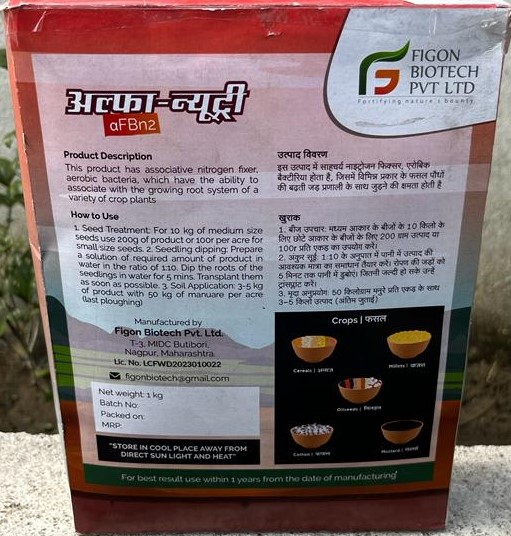 FIGON
BIOTECH
PVT LTD
Fortifying nature's bounty
अल्फा-न्यूट्री
αFBn2
Product Description
This product has associative nitrogen fixer,
aerobic bacteria, which have the ability to
associate with the growing root system of a
variety of crop plants
How to Use
1. Seed Treatment: For 10 kg of medium size
seeds use 200g of product or 100r per acre for
small size seeds. 2. Seedling dipping: Prepare
a solution of required amount of product in
water in the ratio of 1:10. Dip the roots of the
seedlings in water for 5 mins. Transplant them
as soon as possible. 3. Soil Application: 3-5 kg
of product with 50 kg of manuare per acre
(last ploughing)
उत्पाद विवरण
इस उत्पाद में साहचर्य नाइट्रोजन फिक्सर, एरोबिक
बैक्टीरिया होता है, जिसमें विभिन्न प्रकार के फसल पौधों
की बढ़ती जड़ प्रणाली के साथ जुड़ने की क्षमता होती है
खुराक
1. बीज उपचार: मध्यम आकार के बीजों के 10 किलो के
लिए छोटे आकार के बीजों के लिए 200 ग्राम उत्पाद या
100r प्रति एकड़ का उपयोग करें।
2. अंकुर सूई: 1:10 के अनुपात में पानी में उत्पाद की
आवश्यक मात्रा का समाधान तैयार करें। रोपण की जड़ों को
5 मिनट तक पानी में डुबोएं। जितनी जल्दी हो सके उन्हें
ट्रांसप्लांट करें।
3. मृदा अनुप्रयोग: 50 किलोग्राम मनुरे प्रति एकड़ के साथ
3-5 किलो उत्पाद (अंतिम जुताई)
Manufactured by
Figon Biotech Pvt. Ltd.
T-3, MIDC Butibori,
Nagpur, Maharashtra.
Lic. No. LCFWD2023010022
figonbiotech@gmail.com
Net weight: 1 kg
Batch No:
Packed on:
MRP:
"STORE IN COOL PLACE AWAY FROM
DIRECT SUN LIGHT AND HEAT"
Crops | फसल
Cereals | अनाज
Millets | बाजरा
Oilseeds | तिलहन
Cotton | कपास
Mustard |
For best result use within 1 years from the date of manufacturing